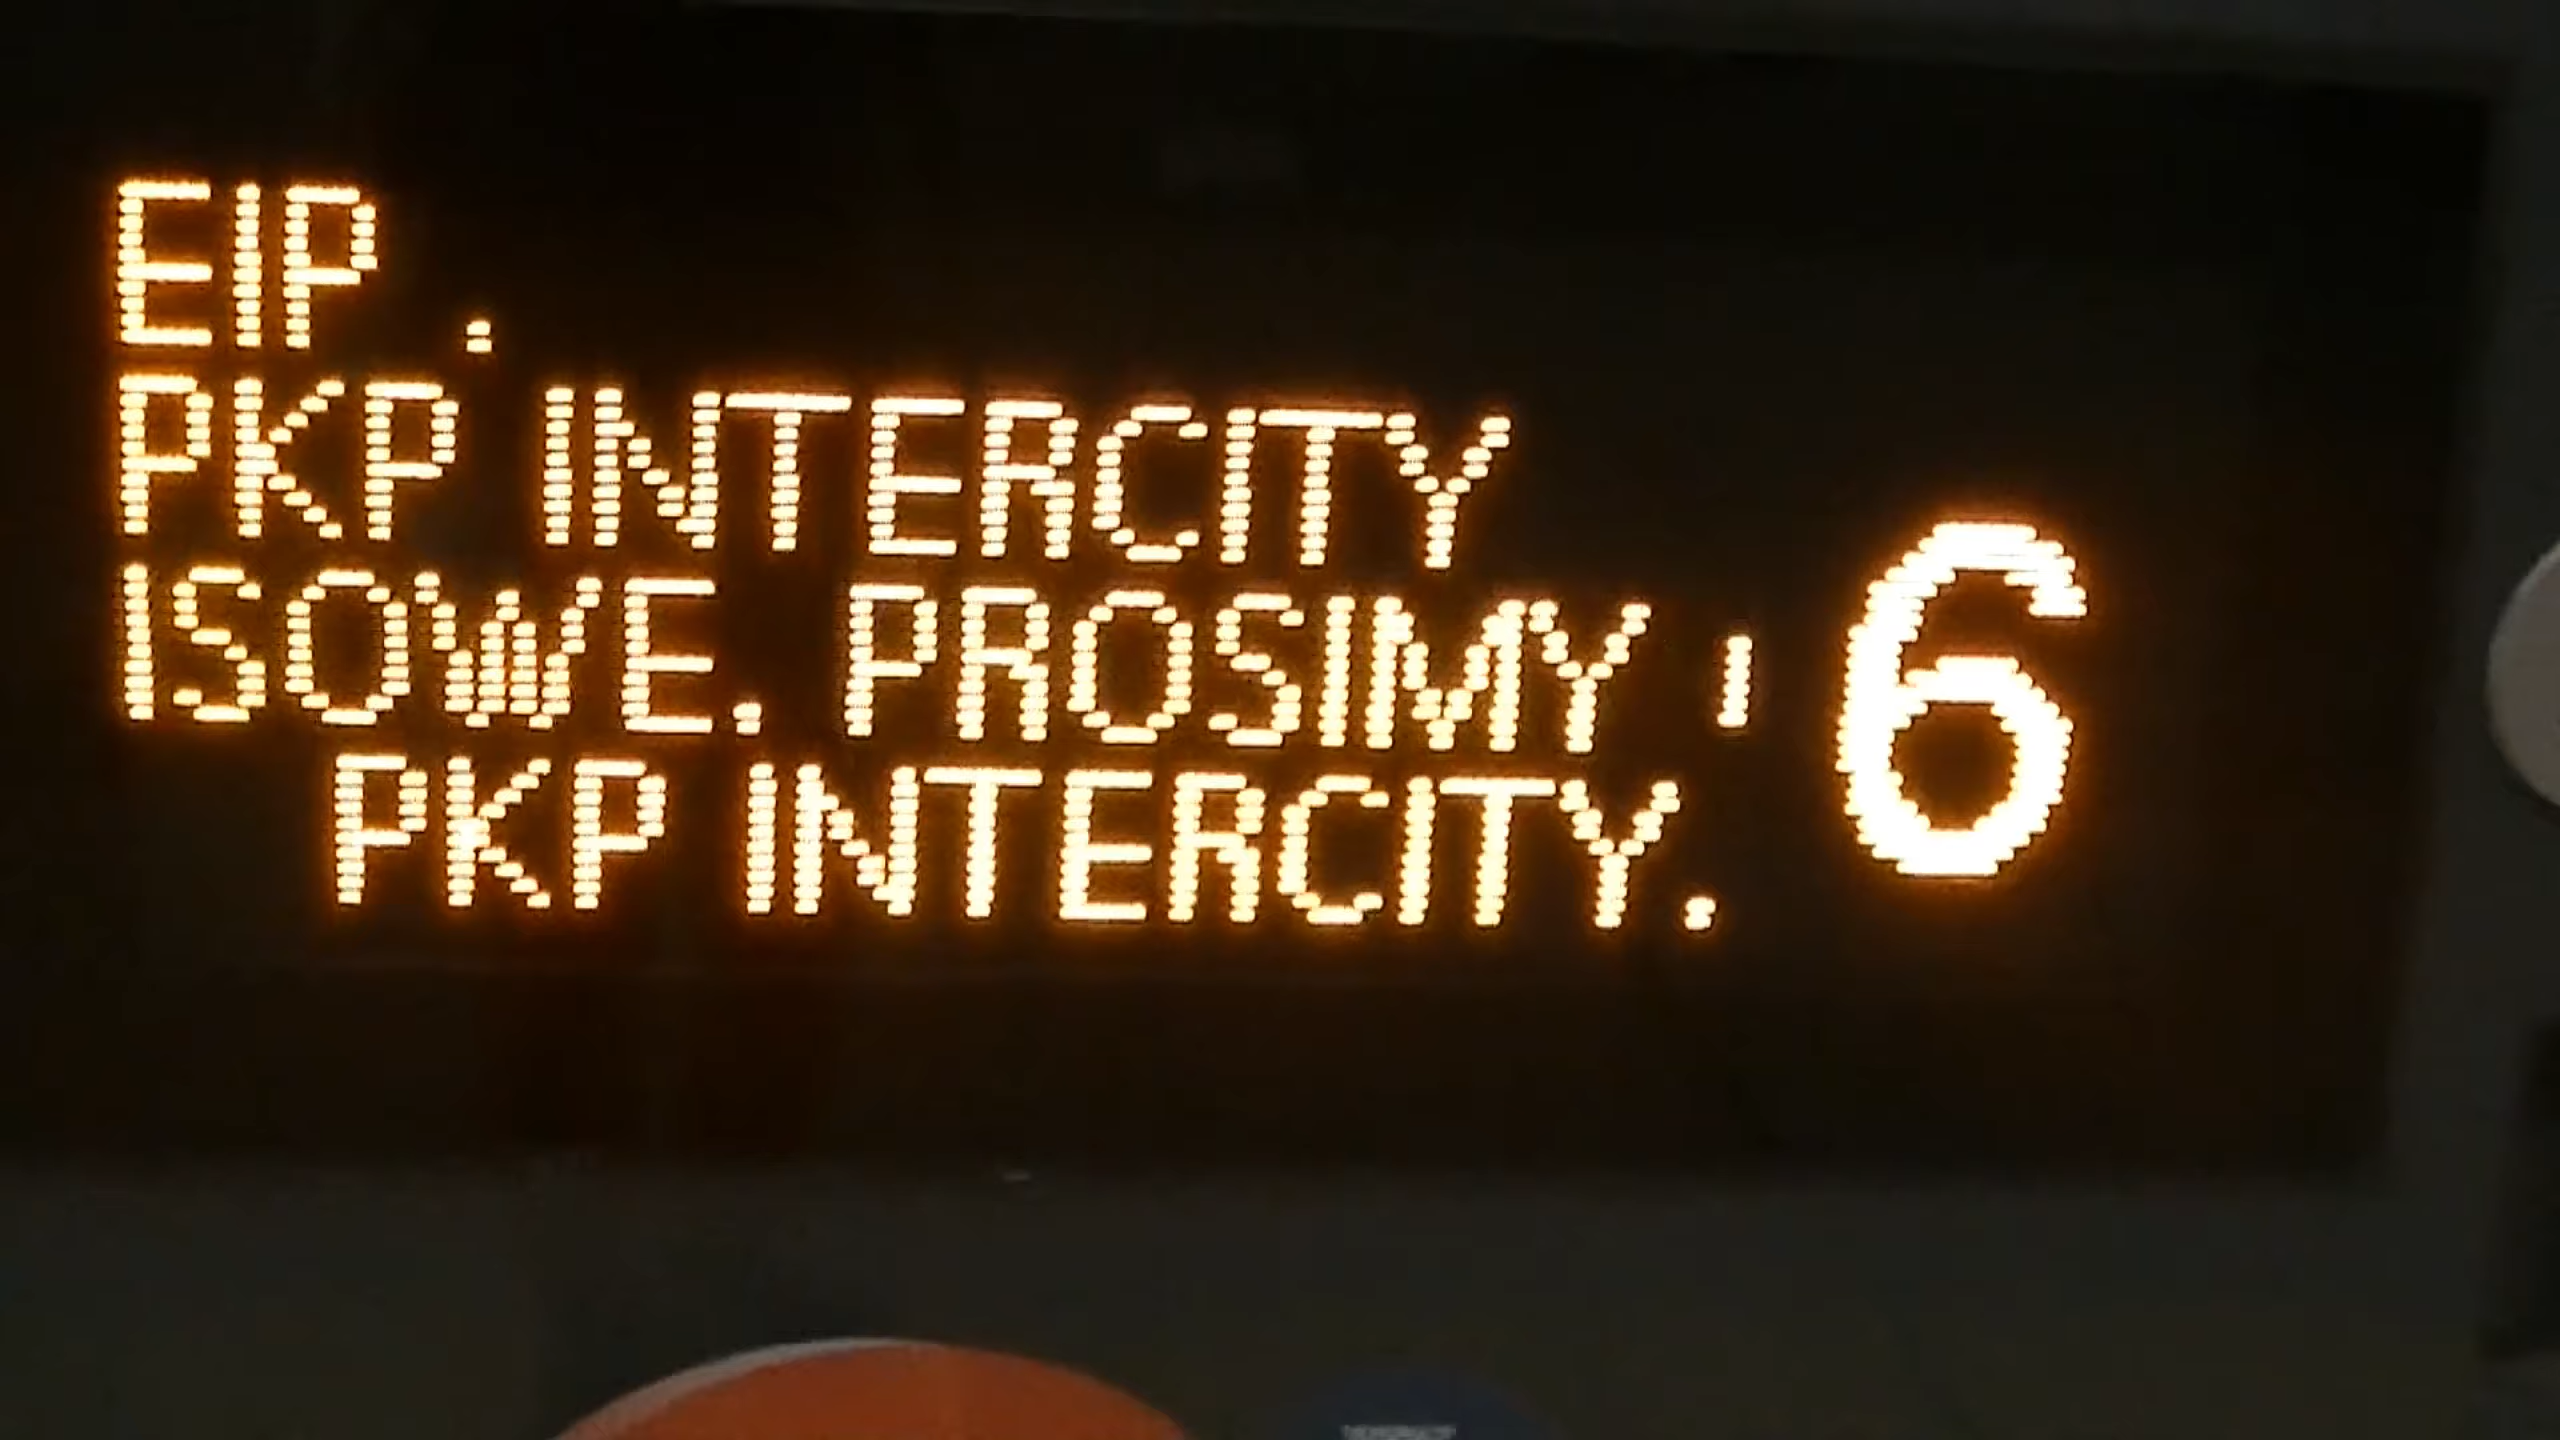 EIP .
PKP INTERCITY
ISOWE. PROSIMY
PKP INTERCITY.
6